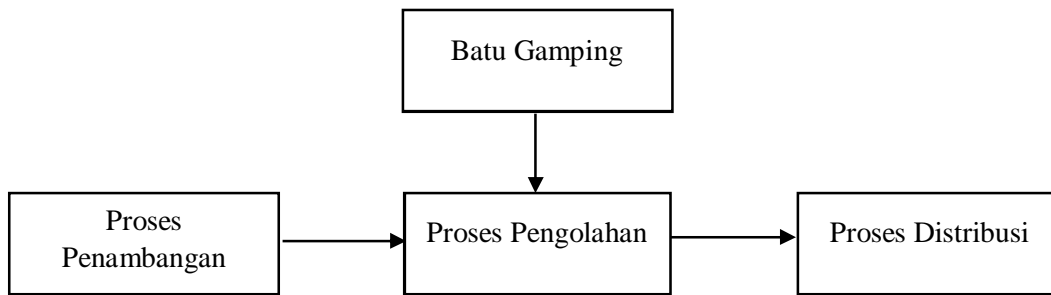 Batu Gamping
Proses
Penambangan
Proses Pengolahan
Proses Distribusi